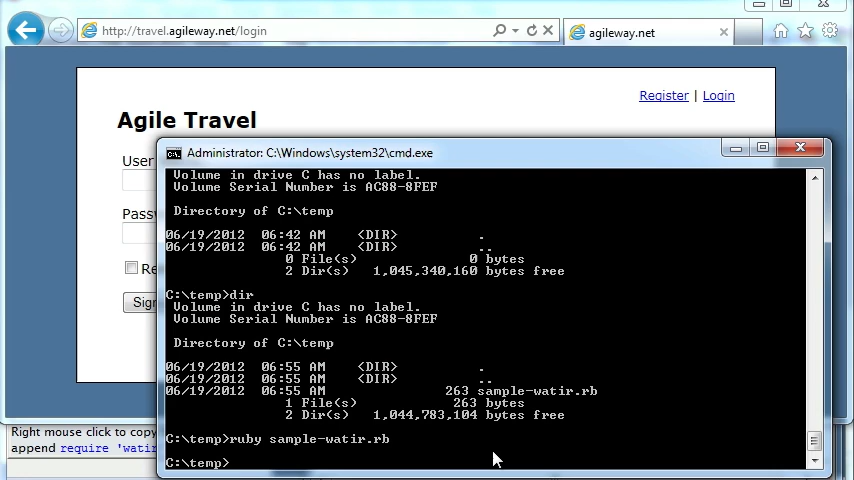 http://travel.agileway.net/login
agileway.net
Register | Login
Agile Travel
User
Passw
Re
Sign
Administrator: C:\Windows\system32\cmd.exe
Volume in drive C has no label.
Volume Serial Number is AC88-8FEF
Directory of C:\temp
06/19/2012 06:42 AM <DIR> .
06/19/2012 06:42 AM <DIR> ..
0 File(s) 0 bytes
2 Dir(s) 1,045,340,160 bytes free
C:\temp>dir
Volume in drive C has no label.
Volume Serial Number is AC88-8FEF
Directory of C:\temp
06/19/2012 06:55 AM <DIR> .
06/19/2012 06:55 AM <DIR> ..
06/19/2012 06:55 AM 263 sample-watir.rb
1 File(s) 263 bytes
2 Dir(s) 1,044,783,104 bytes free
C:\temp>ruby sample-watir.rb
C:\temp>
Right mouse click to copy
append require 'watir